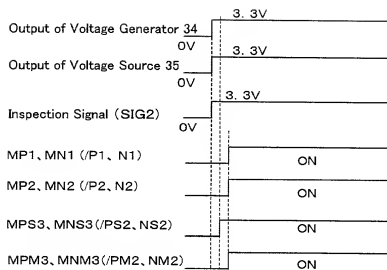 3. 3V
Output of Voltage Generator 34
0V
3. 3V
Output of Voltage Source 35
0V
3. 3V
Inspection Signal (SIG2)
0V
MP1、MN1 (/P1、N1)
ON
MP2、MN2 (/P2、N2)
ON
MPS3、MNS3(/PS2、NS2)
ON
MPM3、MNM3(/PM2、NM2)
ON